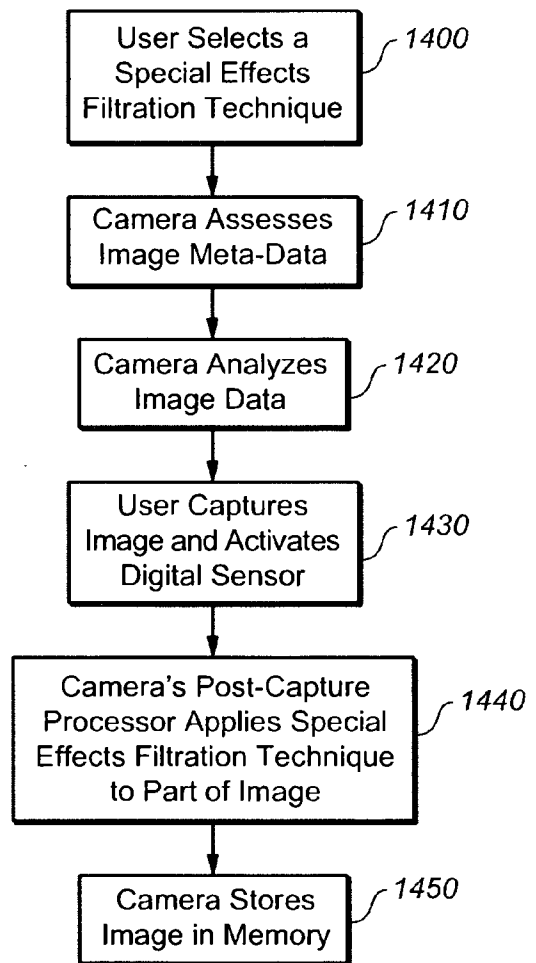 User Selects a
Special Effects
Filtration Technique
1400
Camera Assesses
Image Meta-Data
1410
Camera Analyzes
Image Data
1420
User Captures
Image and Activates
Digital Sensor
1430
Camera's Post-Capture
Processor Applies Special
Effects Filtration Technique
to Part of Image
1440
Camera Stores
Image in Memory
1450